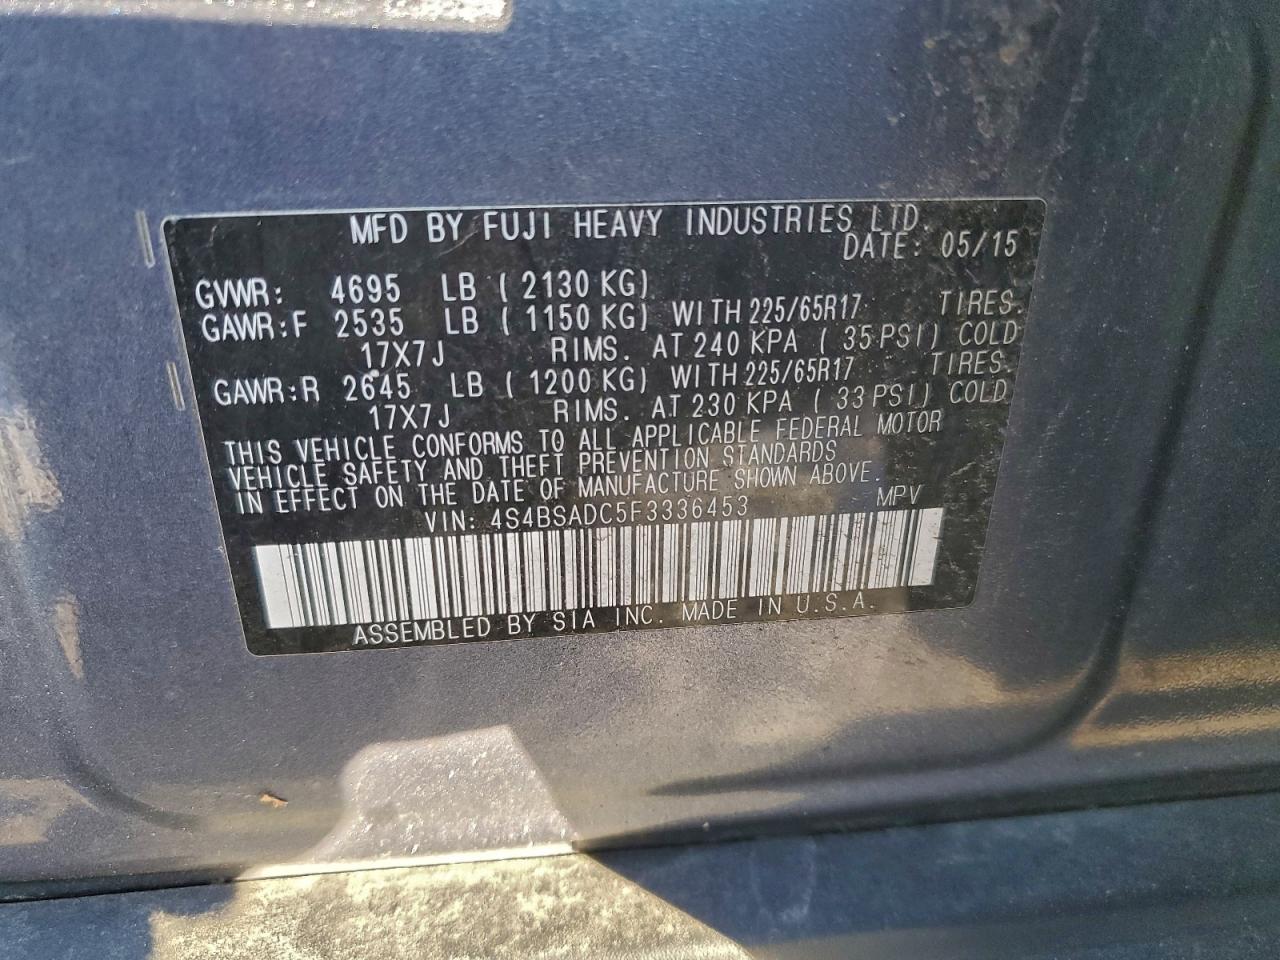 MFD BY FUJI HEAVY INDUSTRIES LTD.
DATE: 05/15
GVWR: 4695 LB ( 2130 KG)
GAWR:F 2535 LB ( 1150 KG) WITH 225/65R17 TIRES.
17X7J RIMS. AT 240 KPA ( 35 PSI) COLD
GAWR:R 2645 LB ( 1200 KG) WITH 225/65R17 TIRES.
17X7J RIMS. AT 230 KPA ( 33 PSI) COLD
THIS VEHICLE CONFORMS TO ALL APPLICABLE FEDERAL MOTOR
VEHICLE SAFETY AND THEFT PREVENTION STANDARDS
IN EFFECT ON THE DATE OF MANUFACTURE SHOWN ABOVE.
VIN: 4S4BSADC5F3336453 MPV
ASSEMBLED BY SIA INC. MADE IN U.S.A.